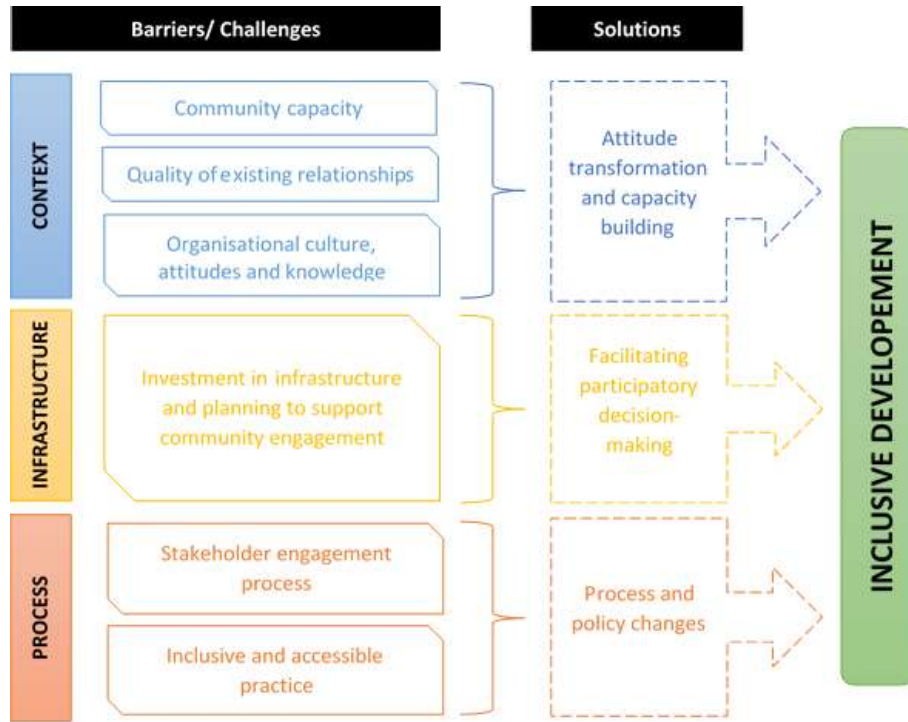 Barriers/ Challenges
Solutions
CONTEXT
Community capacity
Quality of existing relationships
Organisational culture,
attitudes and knowledge
Attitude
transformation
and capacity
building
INFRASTRUCTURE
Investment in infrastructure
and planning to support
community engagement
Facilitating
participatory
decision-
making
PROCESS
Stakeholder engagement
process
Inclusive and accessible
practice
Process and
policy changes
INCLUSIVE DEVELOPEMENT